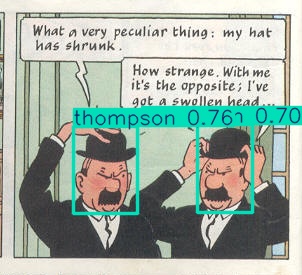 What a very peculiar thing: my hat
has shrunk.
How strange. With me
it's the opposite; I've
got a swollen head...
thompson 0.76
0.70